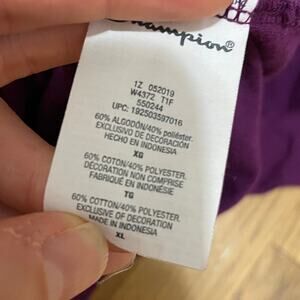 Champion®
1Z 052019
W4372 T1F
550244
UPC: 192503597016
60% ALGODÓN/40% poliéster.
EXCLUSIVO DE DECORACIÓN
HECHO EN INDONESIA
XG
60% COTON/40% POLYESTER.
DÉCORATION NON COMPRISE
FABRIQUÉ EN INDONÉSIE
TG
60% COTTON/40% POLYESTER.
EXCLUSIVE OF DECORATION
MADE IN INDONESIA
XL